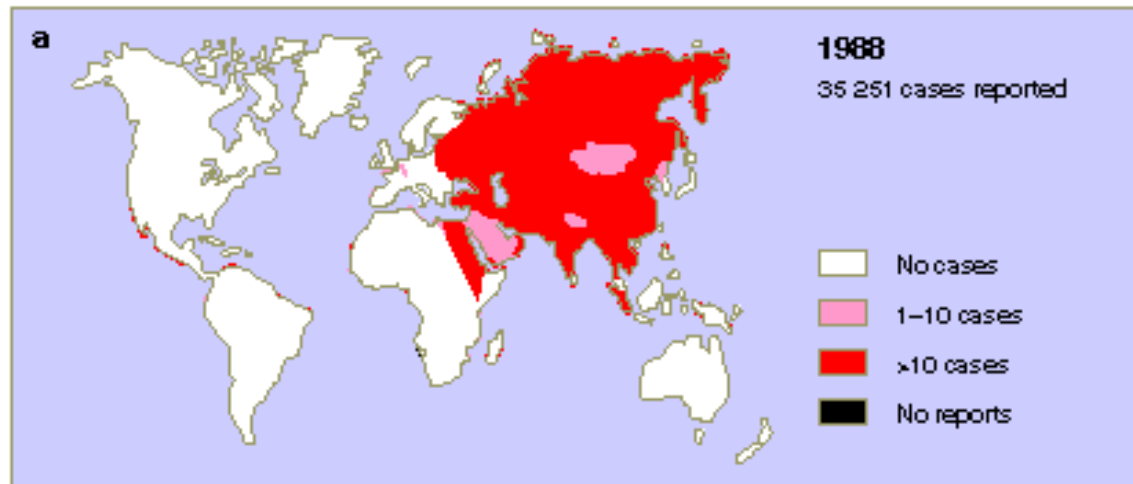 a
1988
35 251 cases reported
No cases
1–10 cases
>10 cases
No reports